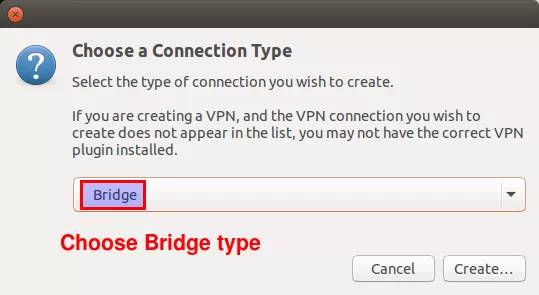 Choose a Connection Type
Select the type of connection you wish to create.
If you are creating a VPN, and the VPN connection you wish to
create does not appear in the list, you may not have the correct VPN
plugin installed.
Bridge
Choose Bridge type
Cancel
Create...